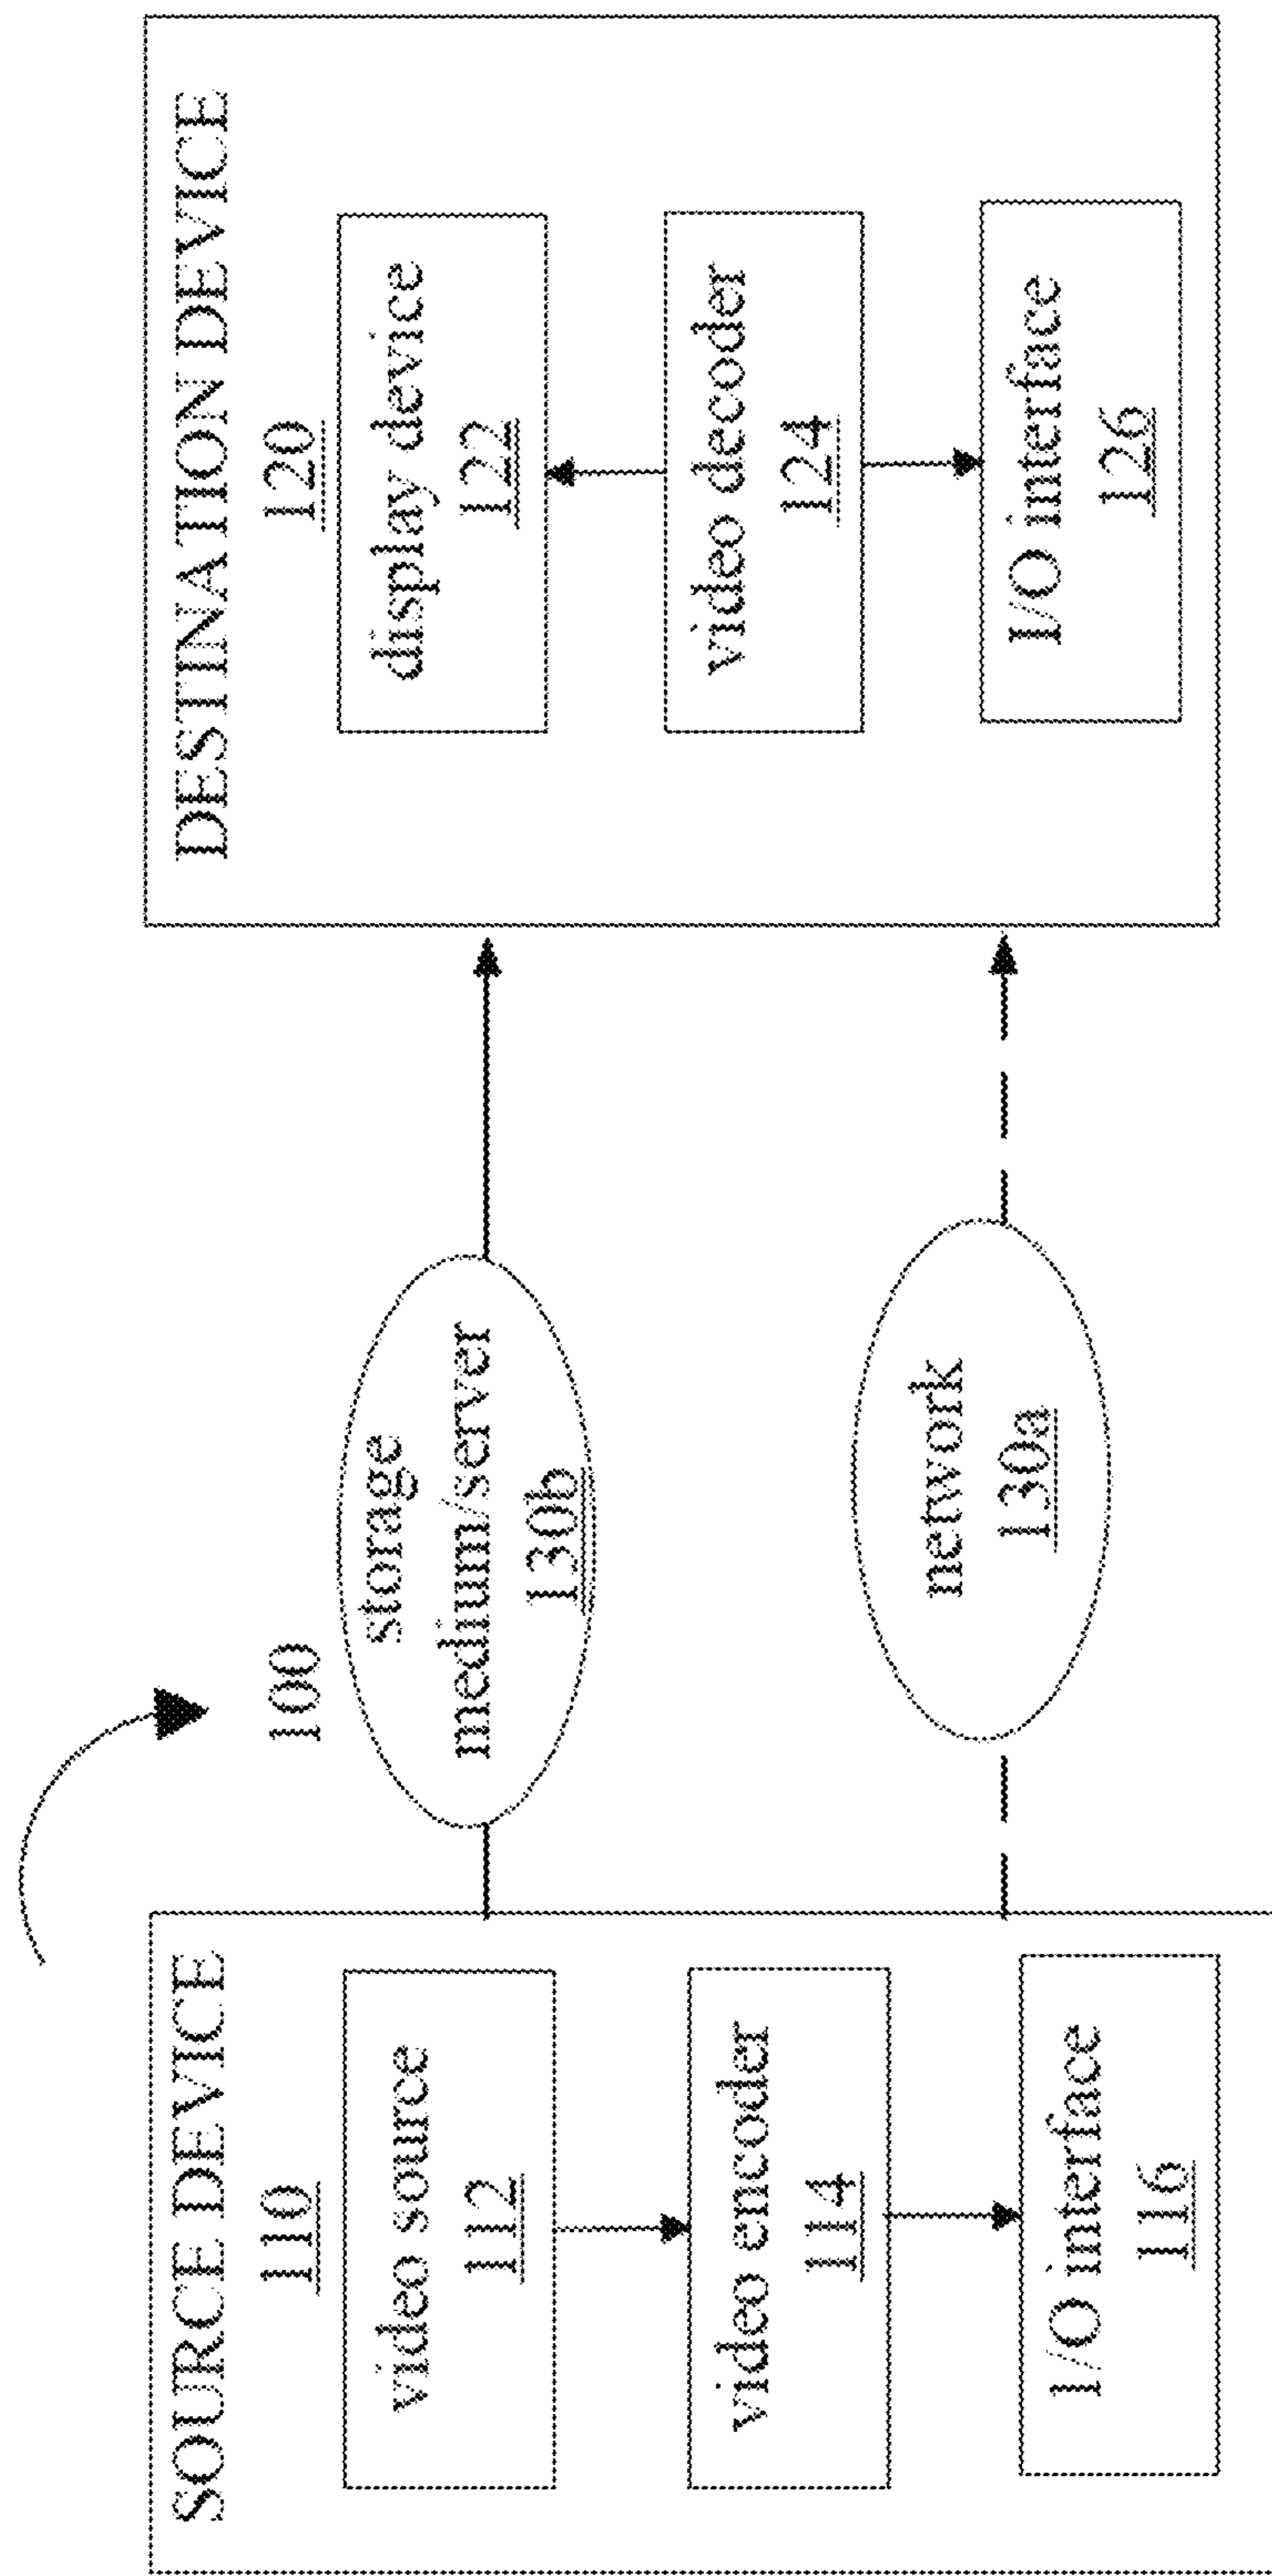 100
SOURCE DEVICE
110
video source
112
video encoder
114
I/O interface
116
storage
medium/server
130b
network
130a
DESTINATION DEVICE
120
display device
122
video decoder
124
I/O interface
126